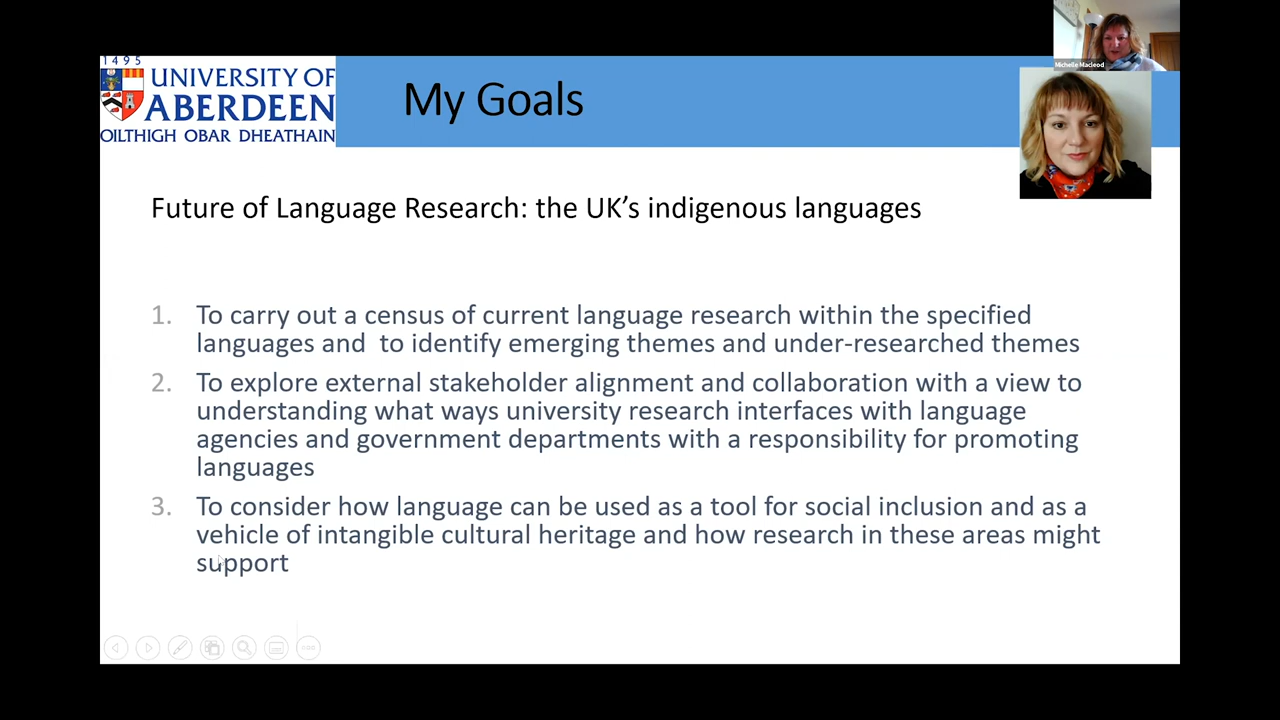 1495
UNIVERSITY OF
ABERDEEN
OILTHIGH OBAR DHEATHAIN
My Goals
Michelle Macleod
Future of Language Research: the UK’s indigenous languages
1. To carry out a census of current language research within the specified
languages and  to identify emerging themes and under-researched themes
2. To explore external stakeholder alignment and collaboration with a view to
understanding what ways university research interfaces with language
agencies and government departments with a responsibility for promoting
languages
3. To consider how language can be used as a tool for social inclusion and as a
vehicle of intangible cultural heritage and how research in these areas might
support